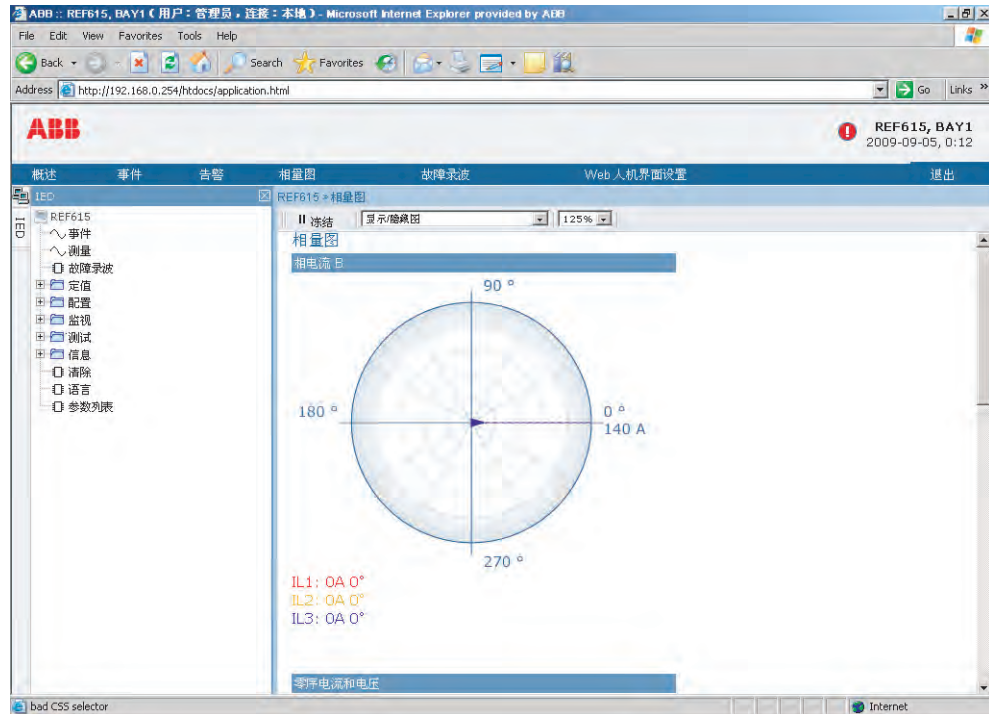 ABB :: REF615, BAY1 (用户:管理员,连接:本地) - Microsoft Internet Explorer provided by ABB
File Edit View Favorites Tools Help
Back Search Favorites
Address http://192.168.0.254/htdocs/application.html Go Links »
ABB
REF615, BAY1
2009-09-05, 0:12
概述 事件 告警 相量图 故障录波 Web 人机界面设置 退出
IED
REF615 > 相量图
IED
REF615
事件
测量
故障录波
定值
配置
监视
测试
信息
清除
语言
参数列表
冻结 显示/隐藏图 125%
相量图
相电流 B
90 °
180 °
0 °
140 A
270 °
IL1: 0A 0°
IL2: 0A 0°
IL3: 0A 0°
零序电流和电压
bad CSS selector
Internet